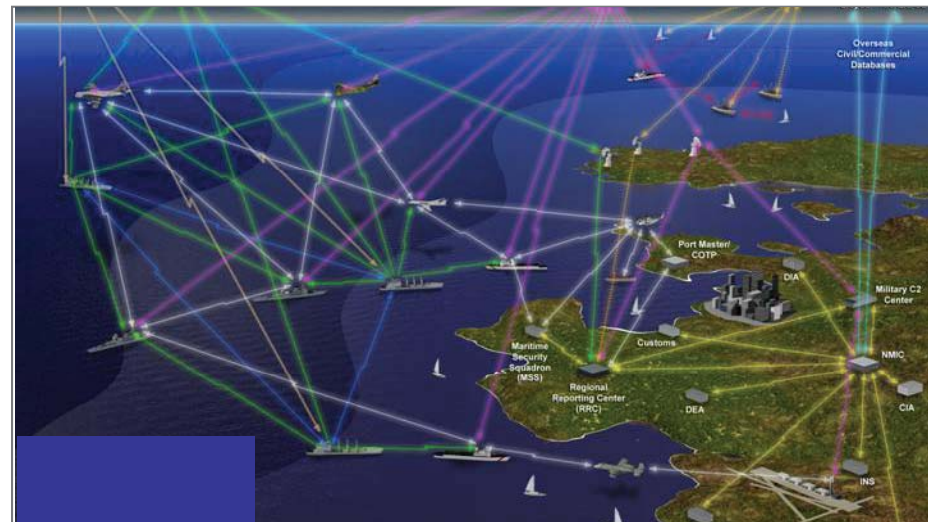 Overseas
Civil/Commercial
Databases
Port Master/
COTP
DIA
Military C2
Center
Maritime
Security
Squadron
(MSS)
Customs
NMIC
Regional
Reporting Center
(RRC)
DEA
CIA
INS